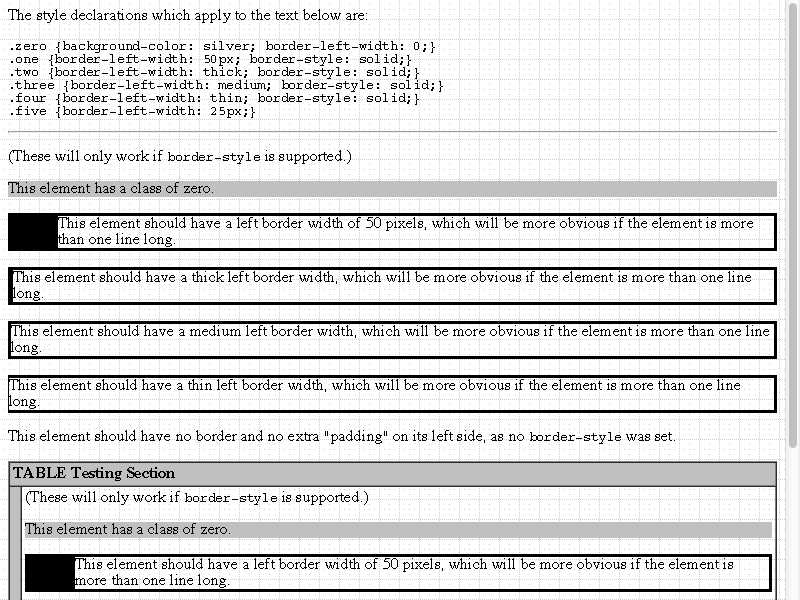 The style declarations which apply to the text below are:
.zero {background-color: silver; border-left-width: 0;}
.one {border-left-width: 50px; border-style: solid;}
.two {border-left-width: thick; border-style: solid;}
.three {border-left-width: medium; border-style: solid;}
.four {border-left-width: thin; border-style: solid;}
.five {border-left-width: 25px;}
(These will only work if border-style is supported.)
This element has a class of zero.
This element should have a left border width of 50 pixels, which will be more obvious if the element is more
than one line long.
This element should have a thick left border width, which will be more obvious if the element is more than one line
long.
This element should have a medium left border width, which will be more obvious if the element is more than one line
long.
This element should have a thin left border width, which will be more obvious if the element is more than one line
long.
This element should have no border and no extra "padding" on its left side, as no border-style was set.
TABLE Testing Section
(These will only work if border-style is supported.)
This element has a class of zero.
This element should have a left border width of 50 pixels, which will be more obvious if the element is
more than one line long.